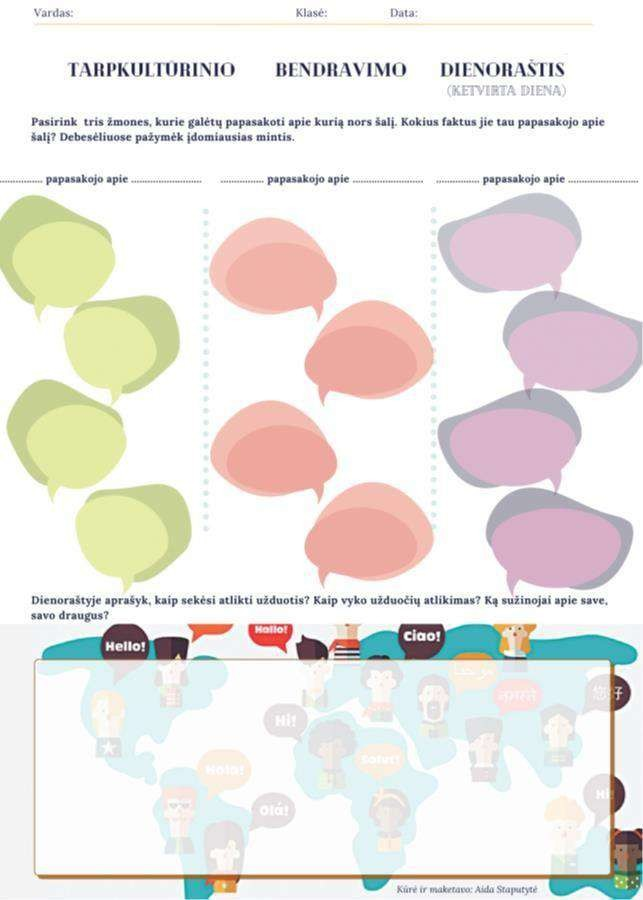 Vardas: Klasė: Data:
TARPKULTŪRINIO BENDRAVIMO DIENORAŠTIS
(KETVIRTA DIENA)
Pasirink tris žmones, kurie galėtų papasakoti apie kurią nors šalį. Kokius faktus jie tau papasakojo apie
šalį? Debesėliuose pažymėk įdomiausias mintis.
............ papasakojo apie .................... .................... papasakojo apie .................... .................... papasakojo apie ....................
Dienoraštyje aprašyk, kaip sekėsi atlikti užduotis? Kaip vyko užduočių atlikimas? Ką sužinojai apie save,
savo draugus?
Hello!
Hallo!
Ciao!
Hi!
您好
Hola!
Salut!
Olá!
Hi!
Kūrė ir maketavo: Aida Staputytė